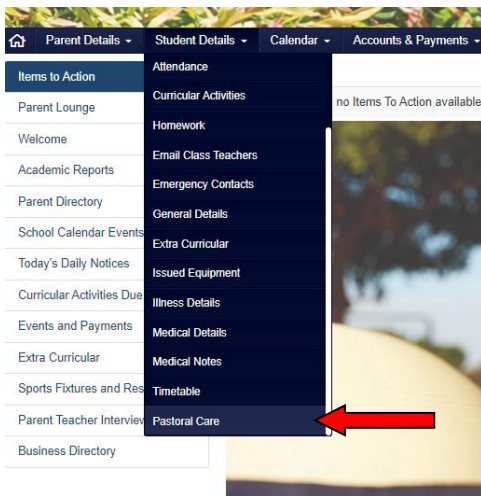 Parent Details
Student Details
Calendar
Accounts & Payments
Items to Action
Parent Lounge
Welcome
Academic Reports
Parent Directory
School Calendar Events
Today's Daily Notices
Curricular Activities Due
Events and Payments
Extra Curricular
Sports Fixtures and Res
Parent Teacher Interview
Business Directory
Attendance
Curricular Activities
Homework
Email Class Teachers
Emergency Contacts
General Details
Extra Curricular
Issued Equipment
Illness Details
Medical Details
Medical Notes
Timetable
Pastoral Care
no Items To Action available